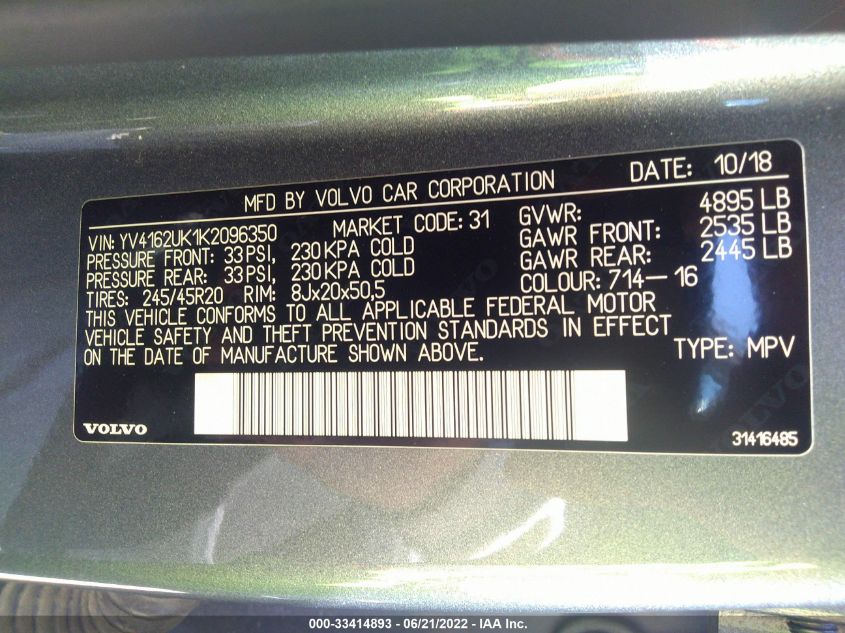 MFD BY VOLVO CAR CORPORATION DATE: 10/18
VIN: YV4162UK1K2096350 MARKET CODE: 31 GVWR: 4895 LB
PRESSURE FRONT: 33 PSI, 230 KPA COLD GAWR FRONT: 2535 LB
PRESSURE REAR: 33 PSI, 230 KPA COLD GAWR REAR: 2445 LB
TIRES: 245/45R20 RIM: 8Jx20x50,5 COLOUR: 714-16
THIS VEHICLE CONFORMS TO ALL APPLICABLE FEDERAL MOTOR
VEHICLE SAFETY AND THEFT PREVENTION STANDARDS IN EFFECT
ON THE DATE OF MANUFACTURE SHOWN ABOVE. TYPE: MPV
VOLVO 31416485
000-33414893 - 06/21/2022 - IAA Inc.